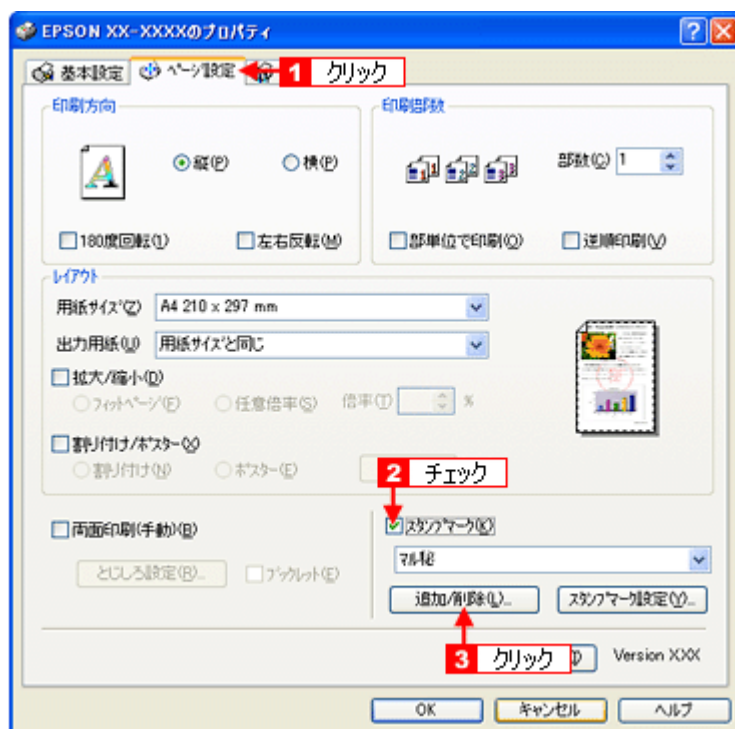 EPSON XX-XXXXのプロパティ
基本設定 ページ設定 1 クリック
印刷方向
縦(P) 横(P)
180度回転(1) 左右反転(M)
印刷部数
部数(C) 1
部単位で印刷(O) 逆順印刷(V)
レイアウト
用紙サイズ(Z) A4 210 x 297 mm
出力用紙(U) 用紙サイズと同じ
拡大/縮小(D)
フィットページ(F) 任意倍率(S) 倍率(T) %
割り付け/ポスター(X)
割り付け(N) ポスター(E)
2 チェック
両面印刷(手動)(B)
とじしろ設定(R)... ブックレット(E)
スタンプマーク(K)
マル秘
追加/削除(L)... スタンプマーク設定(Y)...
3 クリック
Version XXX
OK キャンセル ヘルプ